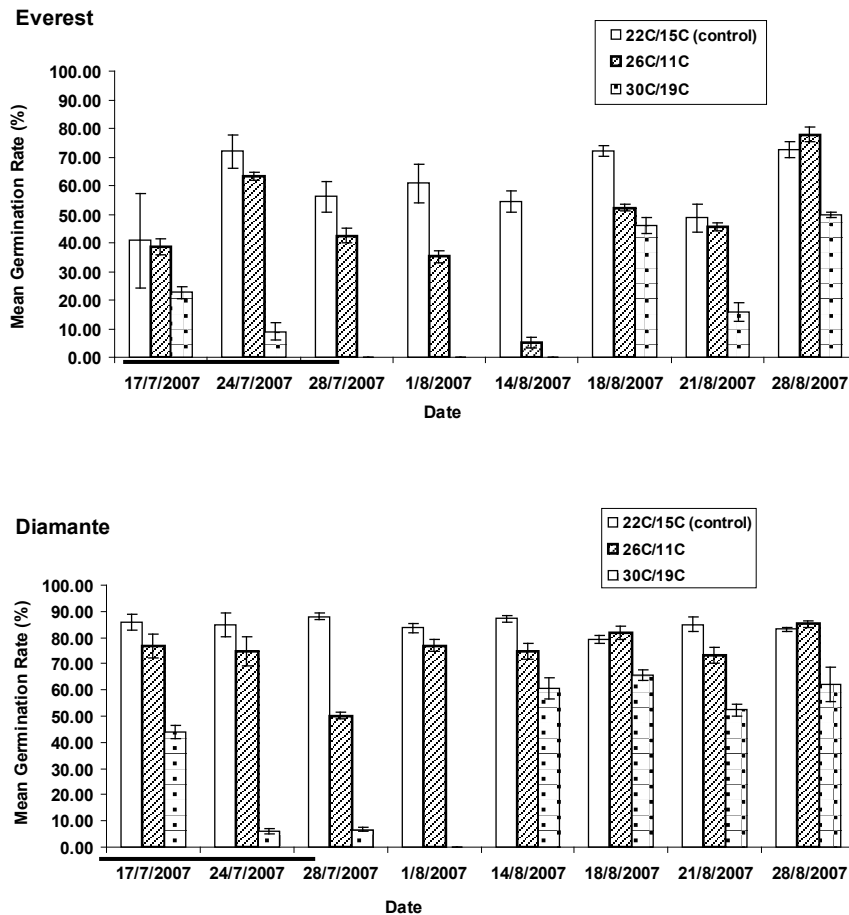 Everest
22C/15C (control)
26C/11C
30C/19C
Mean Germination Rate (%)
100.00
90.00
80.00
70.00
60.00
50.00
40.00
30.00
20.00
10.00
0.00
17/7/2007 24/7/2007 28/7/2007 1/8/2007 14/8/2007 18/8/2007 21/8/2007 28/8/2007
Date
Diamante
22C/15C (control)
26C/11C
30C/19C
Mean Germination Rate (%)
100.00
90.00
80.00
70.00
60.00
50.00
40.00
30.00
20.00
10.00
0.00
17/7/2007 24/7/2007 28/7/2007 1/8/2007 14/8/2007 18/8/2007 21/8/2007 28/8/2007
Date